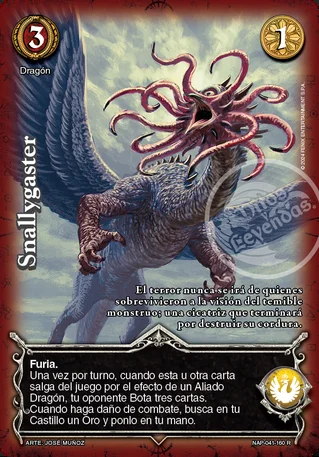 3
1
Dragón
© 2024 FENIX ENTERTAINMENT S.P.A.
Snallygaster
Mitos y
Leyendas.
El terror nunca se irá de quienes
sobrevivieron a la visión del temible
monstruo; una cicatriz que terminará
por destruir su cordura.
Furia.
Una vez por turno, cuando esta u otra carta
salga del juego por el efecto de un Aliado
Dragón, tu oponente Bota tres cartas.
Cuando haga daño de combate, busca en tu
Castillo un Oro y ponlo en tu mano.
ARTE: JOSÉ MUÑOZ
NAP-041-160 R